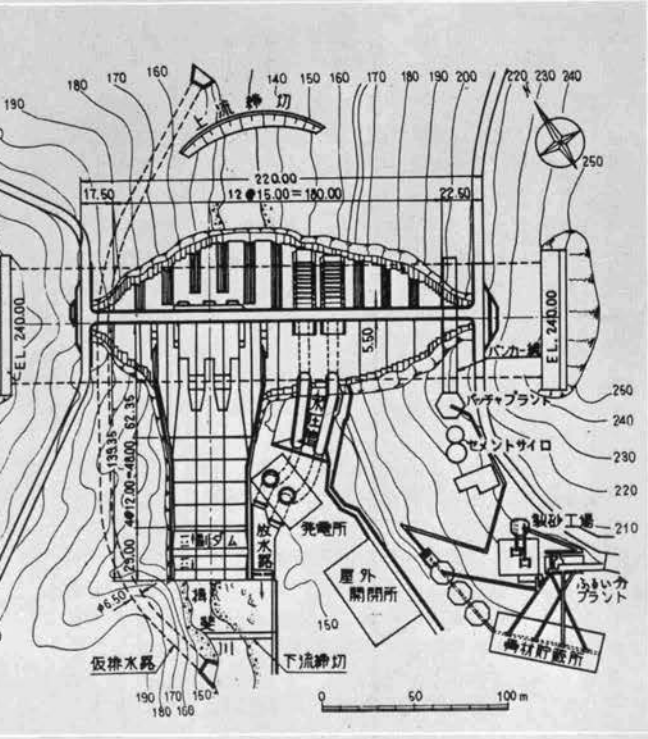 180
170
160
140
150
160
170
180
190
200
220
230
240
190
上流締切
N
250
220.00
17.50
12@15.00=180.00
22.50
EL.240.00
EL.240.00
5.50
バンカー線
バッチャプラント
セメントサイロ
250
240
230
220
210
62.35
139.35
4@12.00=48.00
29.00
水圧管
製砂工場
発電所
副ダム
放水路
ふるい分
プラント
屋外
開閉所
150
骨材貯蔵所
φ6.50
揖
斐
川
仮排水路
下流締切
190
170
150
180
160
0
50
100m